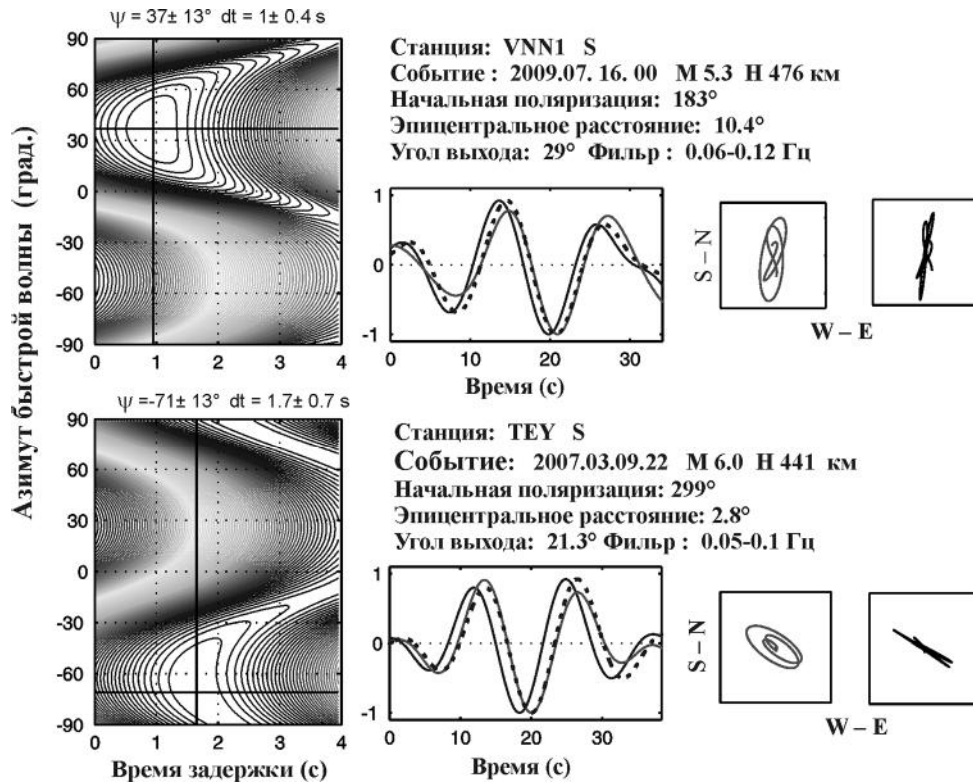 ψ = 37± 13° dt = 1± 0.4 s
Станция: VNN1 S
Событие : 2009.07. 16. 00 M 5.3 H 476 км
Начальная поляризация: 183°
Эпицентральное расстояние: 10.4°
Угол выхода: 29° Фильр : 0.06-0.12 Гц
Азимут быстрой волны (град.)
90
60
30
0
-30
-60
-90
0 1 2 3 4
1
0
-1
0 10 20 30
Время (с)
S – N
W – E
ψ =-71± 13° dt = 1.7± 0.7 s
Станция: TEY S
Событие: 2007.03.09.22 M 6.0 H 441 км
Начальная поляризация: 299°
Эпицентральное расстояние: 2.8°
Угол выхода: 21.3° Фильр : 0.05-0.1 Гц
90
60
30
0
-30
-60
-90
0 1 2 3 4
Время задержки (с)
1
0
-1
0 10 20 30
Время (с)
S – N
W – E